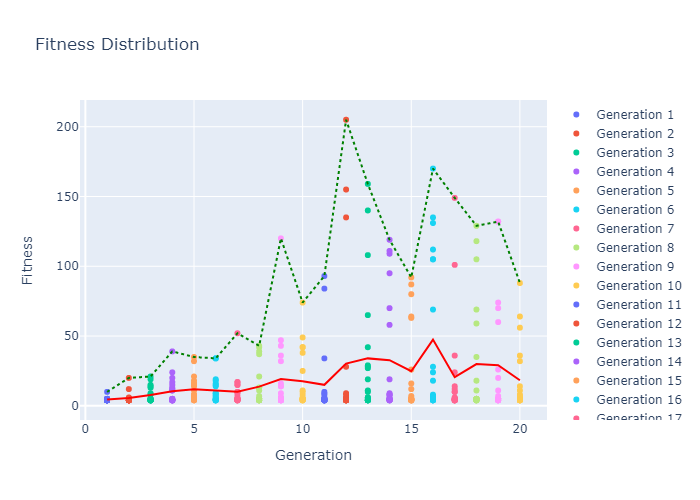 Fitness Distribution
Fitness
200
150
100
50
0
0
5
10
15
20
Generation
Generation 1
Generation 2
Generation 3
Generation 4
Generation 5
Generation 6
Generation 7
Generation 8
Generation 9
Generation 10
Generation 11
Generation 12
Generation 13
Generation 14
Generation 15
Generation 16
Generation 17